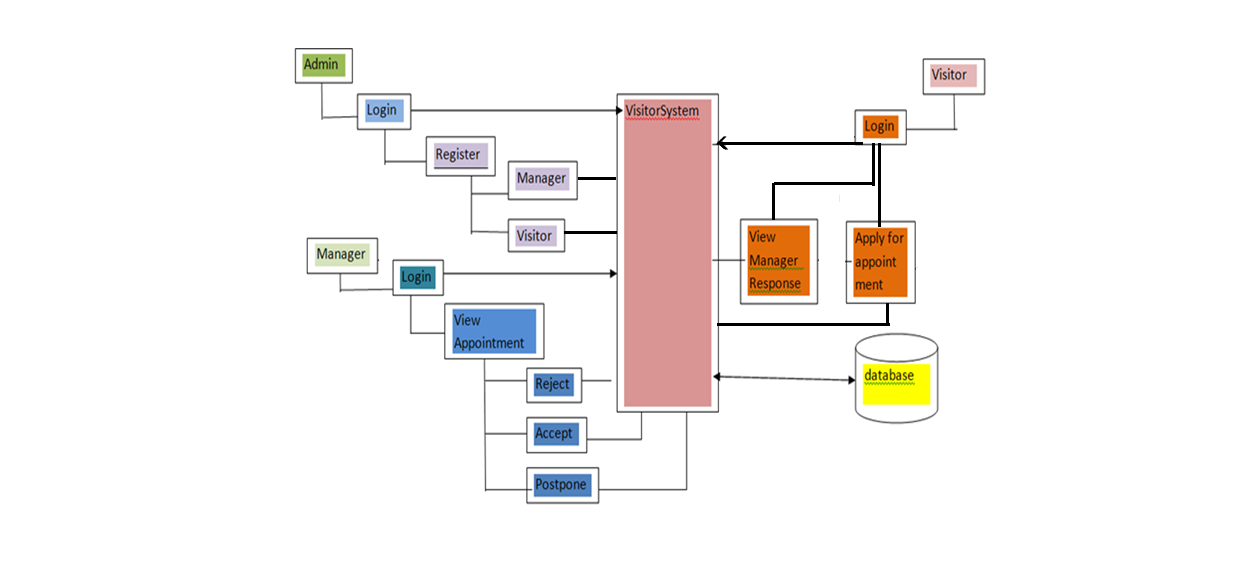 Admin
Login
Register
Manager
Visitor
Manager
Login
View
Appointment
Reject
Accept
Postpone
VisitorSystem
Visitor
Login
View
Manager
Response
Apply for
appoint
ment
database